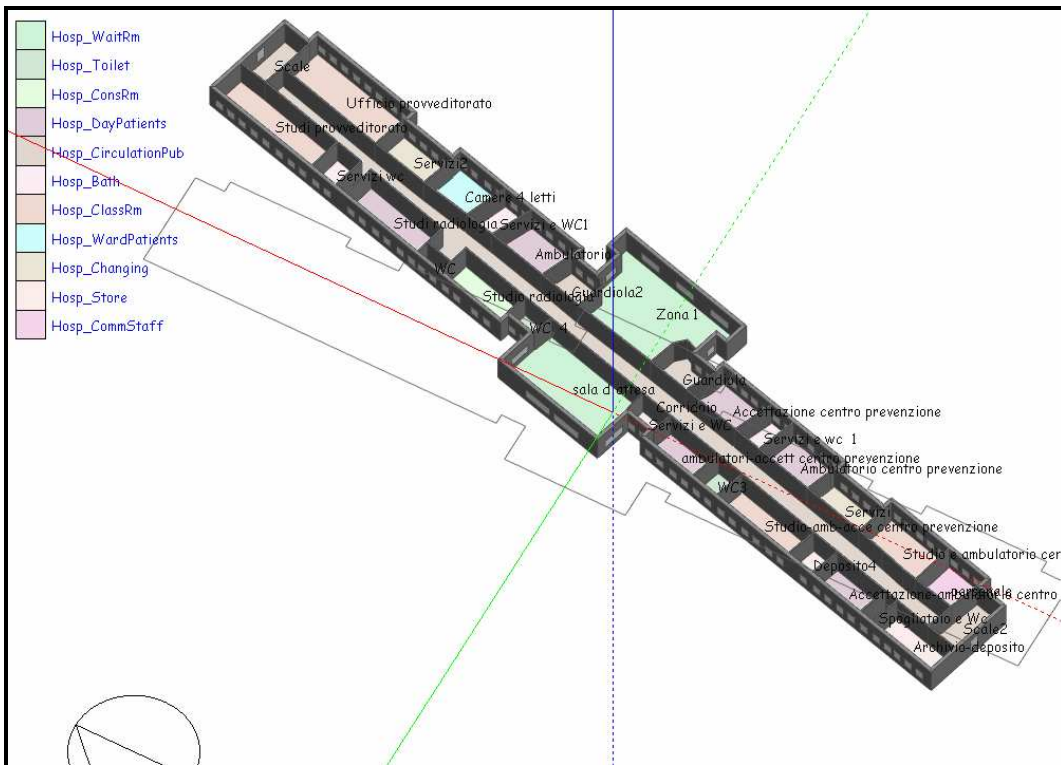 Hosp_WaitRm
Hosp_Toilet
Hosp_ConsRm
Hosp_DayPatients
Hosp_CirculationPub
Hosp_Bath
Hosp_ClassRm
Hosp_WardPatients
Hosp_Changing
Hosp_Store
Hosp_CommStaff
Scale
Ufficio provveditorato
Studi provveditorato
Servizi2
Servizi wc
Camere 4 letti
Studi radiologia
Servizi e WC1
Ambulatorio
WC
Guardiola2
Studio radiologia
Zona 1
WC 4
Guardiola
sala d'attesa
Corridoio
Accettazione centro prevenzione
Servizi e WC
Servizi e wc 1
ambulatori-accett centro prevenzione
Ambulatorio centro prevenzione
WC3
Servizi
Studio-amb-acce centro prevenzione
Studio e ambulatorio cen
Deposito4
personale
Accettazione-ambulatorio centro
Spogliatoio e Wc
Scale2
Archivio-deposito